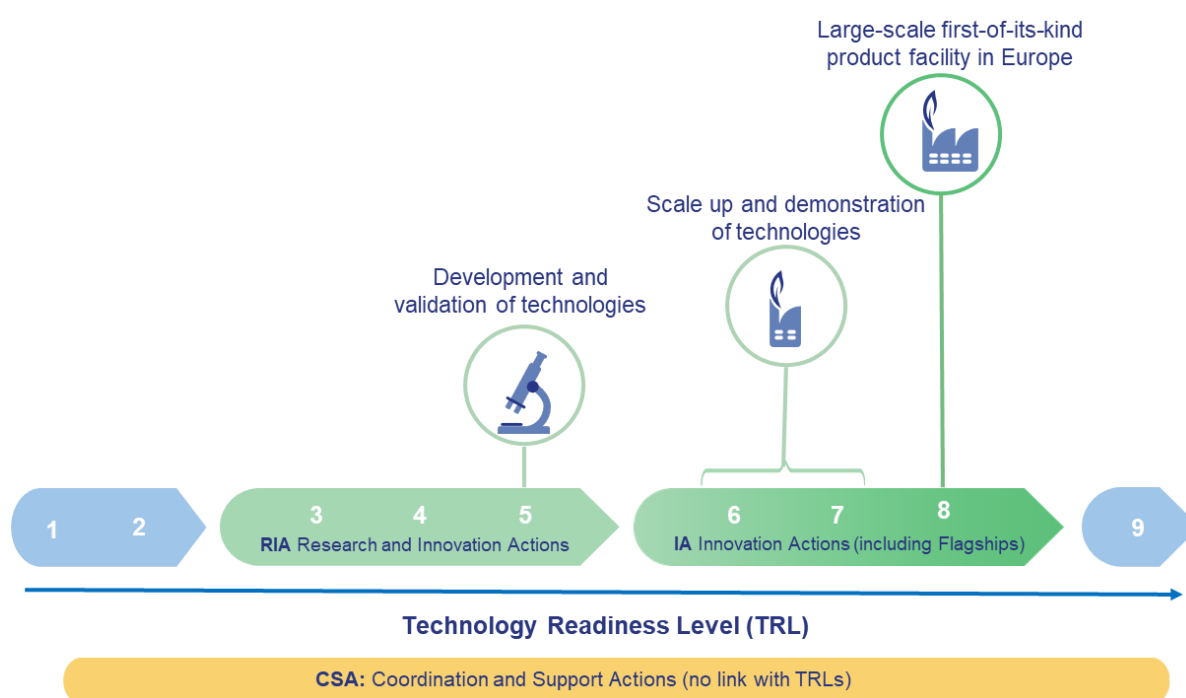 Large-scale first-of-its-kind
product facility in Europe
Scale up and demonstration
of technologies
Development and
validation of technologies
1
2
3
4
5
6
7
8
9
RIA Research and Innovation Actions
IA Innovation Actions (including Flagships)
Technology Readiness Level (TRL)
CSA: Coordination and Support Actions (no link with TRLs)